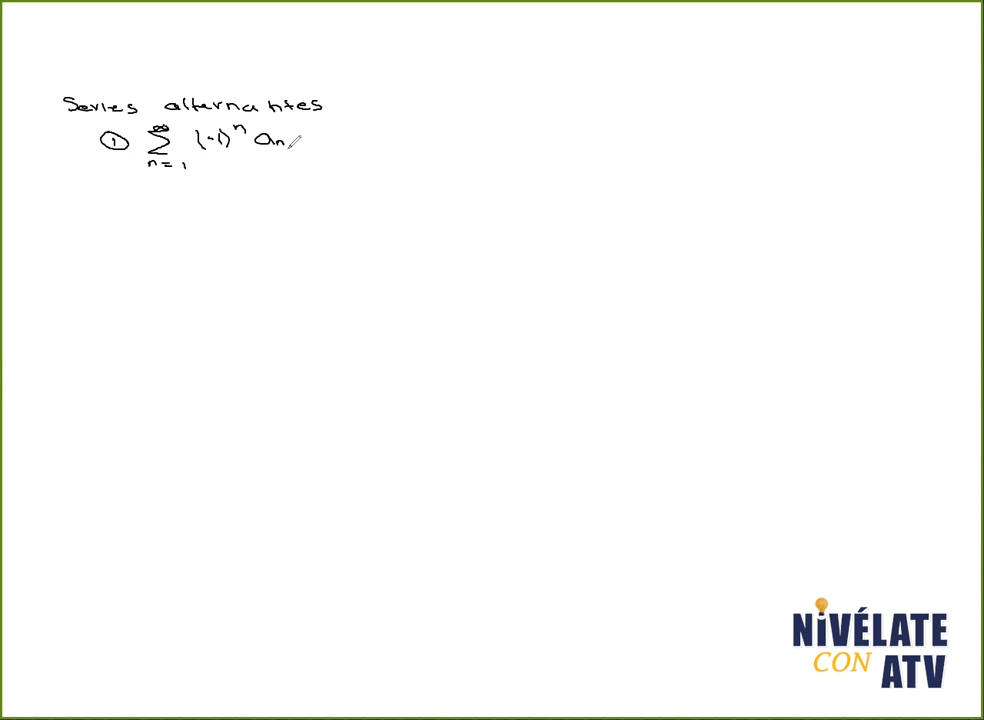 Series alternantes
① ∞ ∑ n=1 (-1)^n an
NIVÉLATE
CON
ATV